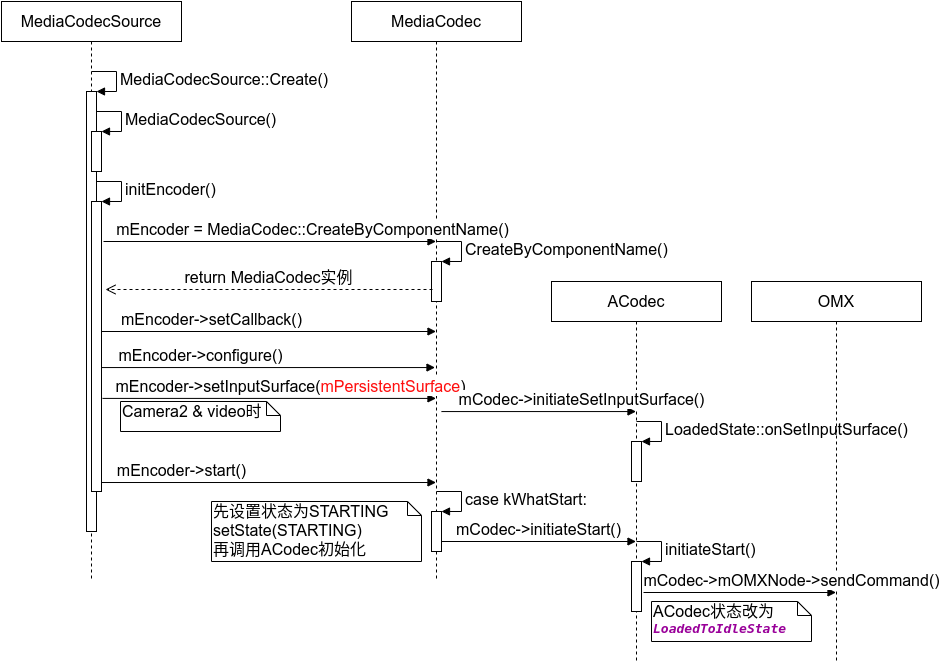 MediaCodecSource
MediaCodec
MediaCodecSource::Create()
MediaCodecSource()
initEncoder()
mEncoder = MediaCodec::CreateByComponentName()
CreateByComponentName()
return MediaCodec实例
ACodec
OMX
mEncoder->setCallback()
mEncoder->configure()
mEncoder->setInputSurface(mPersistentSurface)
mCodec->initiateSetInputSurface()
Camera2 & video时
LoadedState::onSetInputSurface()
mEncoder->start()
case kWhatStart:
先设置状态为STARTING
setState(STARTING)
再调用ACodec初始化
mCodec->initiateStart()
initiateStart()
mCodec->mOMXNode->sendCommand()
ACodec状态改为
LoadedToIdleState